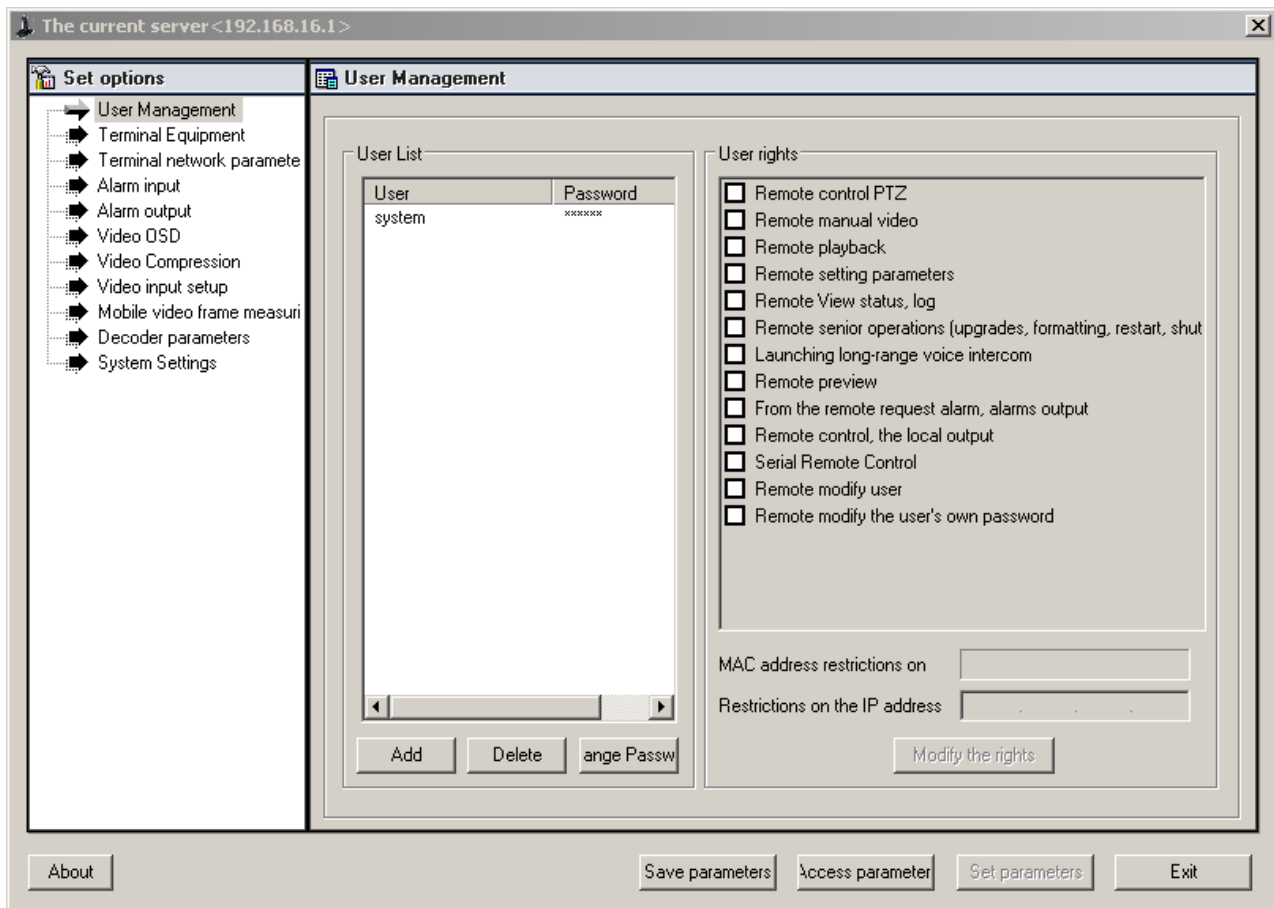 The current server<192.168.16.1>
Set options
User Management
Terminal Equipment
Terminal network paramete
Alarm input
Alarm output
Video OSD
Video Compression
Video input setup
Mobile video frame measuri
Decoder parameters
System Settings
User Management
User List
User Password
system ××××××
Add Delete ange Passw
User rights
Remote control PTZ
Remote manual video
Remote playback
Remote setting parameters
Remote View status, log
Remote senior operations (upgrades, formatting, restart, shut
Launching long-range voice intercom
Remote preview
From the remote request alarm, alarms output
Remote control, the local output
Serial Remote Control
Remote modify user
Remote modify the user's own password
MAC address restrictions on
Restrictions on the IP address . . .
Modify the rights
About Save parameters Access parameter Set parameters Exit